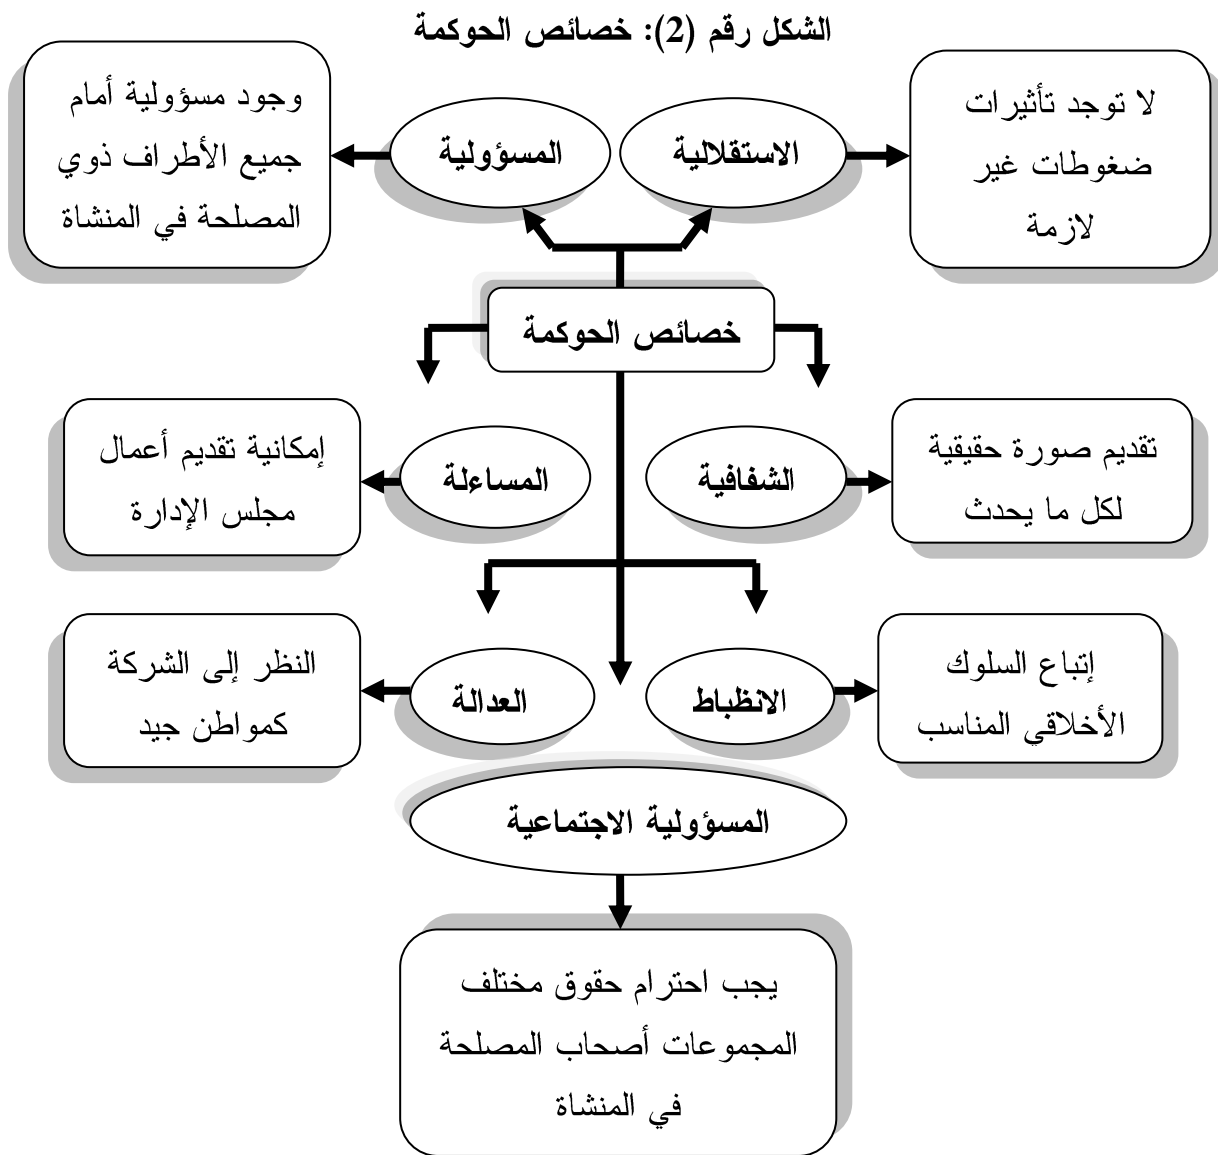 الشكل رقم (2): خصائص الحوكمة
لا توجد تأثيرات
ضغوطات غير
لازمة
الاستقلالية
المسؤولية
وجود مسؤولية أمام
جميع الأطراف ذوي
المصلحة في المنشاة
خصائص الحوكمة
تقديم صورة حقيقية
لكل ما يحدث
الشفافية
المساءلة
إمكانية تقديم أعمال
مجلس الإدارة
إتباع السلوك
الأخلاقي المناسب
الانظباط
العدالة
النظر إلى الشركة
كمواطن جيد
المسؤولية الاجتماعية
يجب احترام حقوق مختلف
المجموعات أصحاب المصلحة
في المنشاة